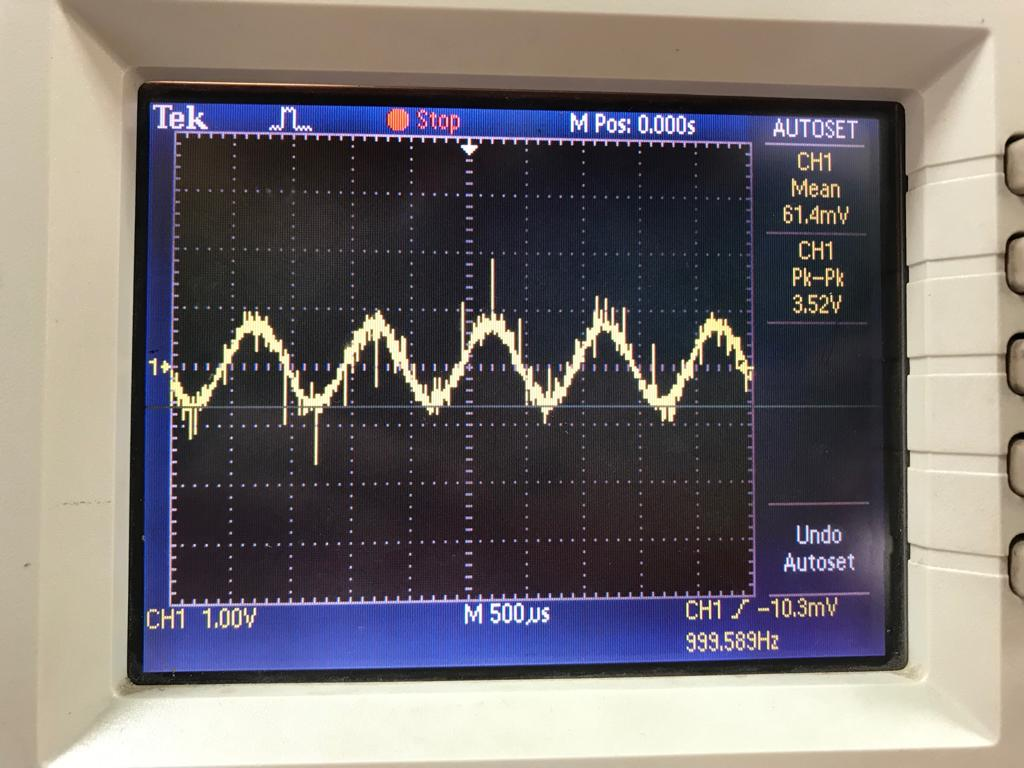 Tek Stop M Pos: 0.000s AUTOSET
CH1
Mean
61.4mV
CH1
Pk-Pk
3.52V
1
Undo
Autoset
CH1 1.00V M 500µs CH1 -10.3mV
999.589Hz